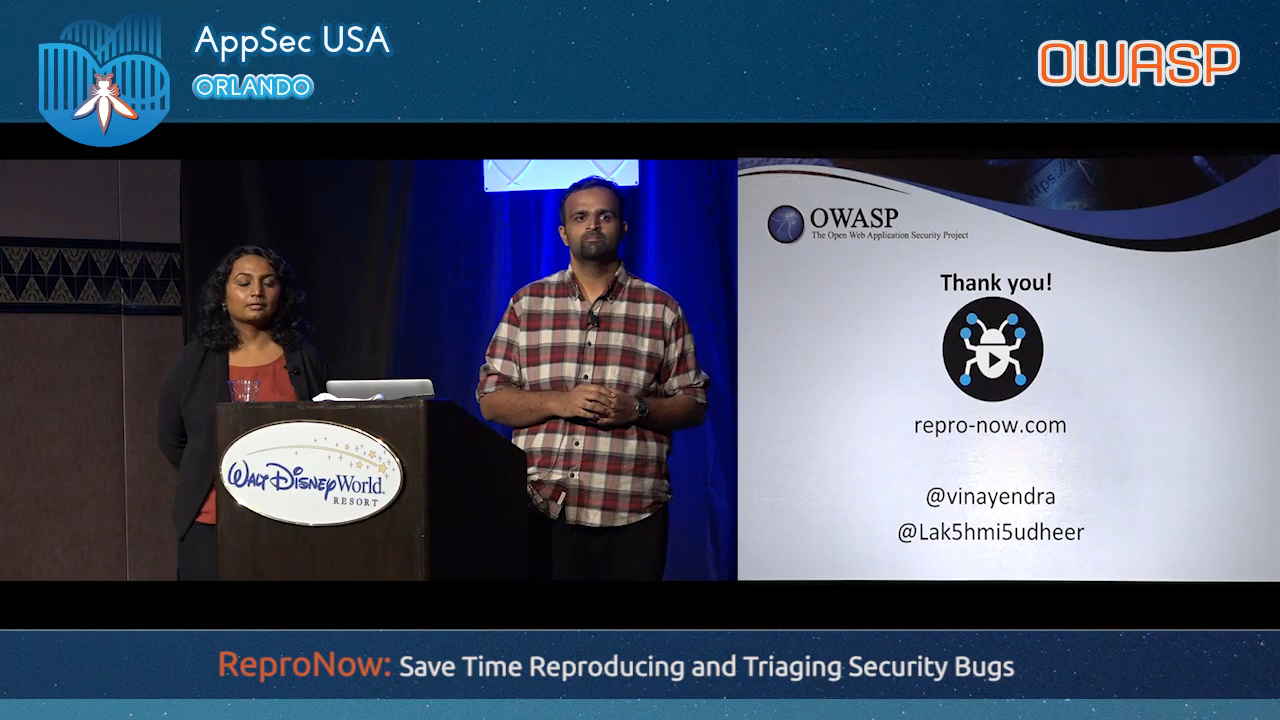 AppSec USA
ORLANDO
OWASP
https://
OWASP
The Open Web Application Security Project
Thank you!
repro-now.com
@vinayendra
@Lak5hmi5udheer
Walt Disney World
RESORT
ReproNow: Save Time Reproducing and Triaging Security Bugs